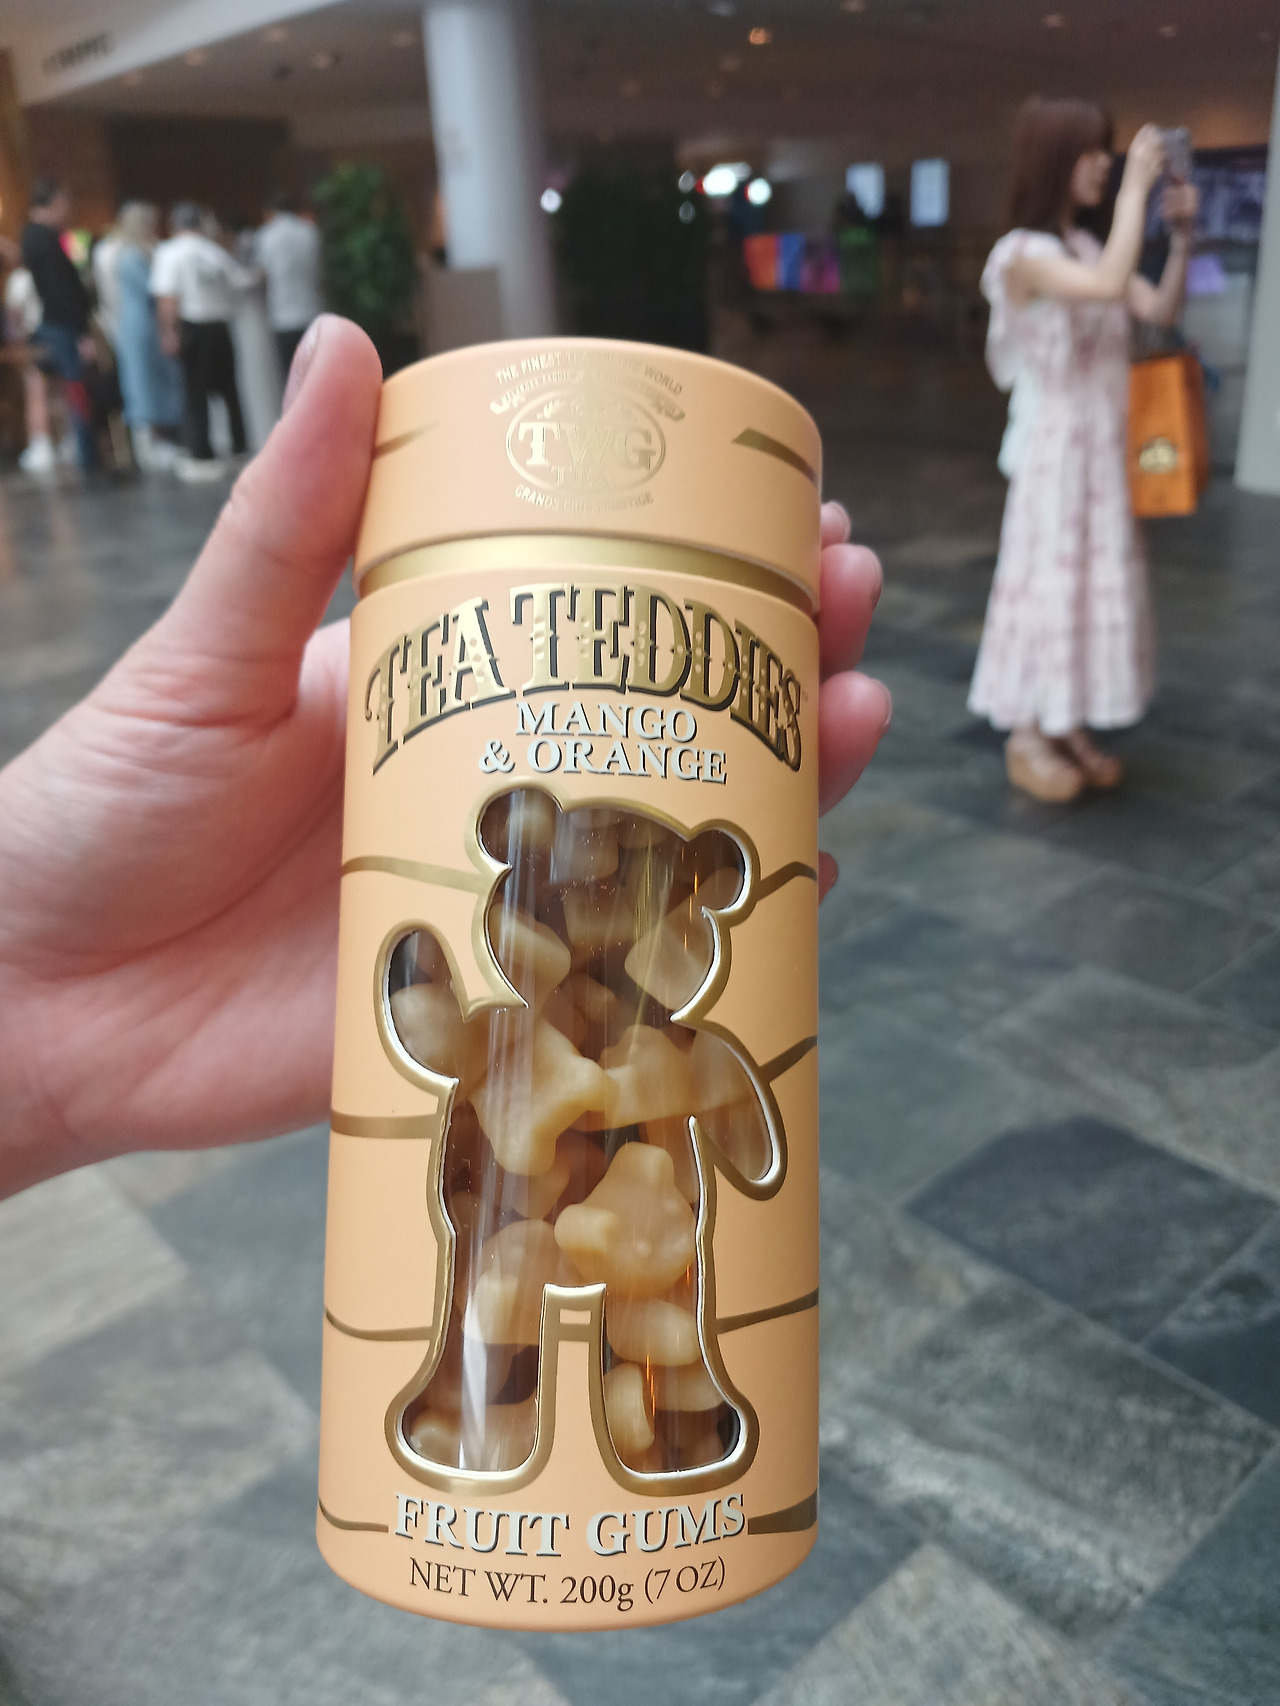 THE FINEST TEAS OF THE WORLD
TWG
TEA
GRANDS CRUS PRESTIGE
TEA TEDDIES
MANGO
& ORANGE
FRUIT GUMS
NET WT. 200g (7 OZ)